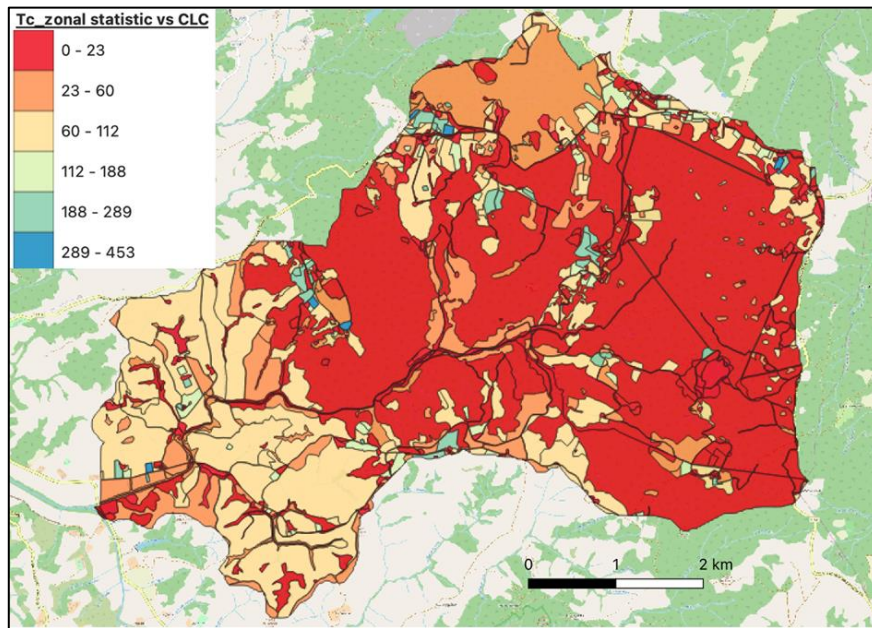 Tc_zonal statistic vs CLC
0 - 23
23 - 60
60 - 112
112 - 188
188 - 289
289 - 453
0 1 2 km